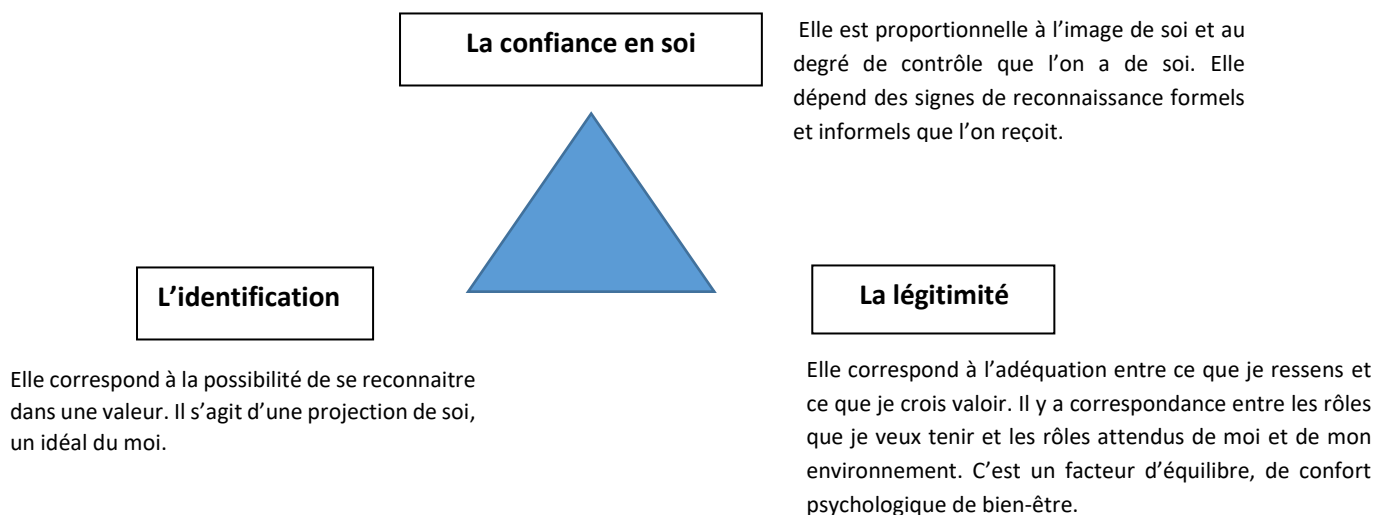 La confiance en soi
Elle est proportionnelle à l’image de soi et au
degré de contrôle que l’on a de soi. Elle
dépend des signes de reconnaissance formels
et informels que l’on reçoit.
L’identification
Elle correspond à la possibilité de se reconnaitre
dans une valeur. Il s’agit d’une projection de soi,
un idéal du moi.
La légitimité
Elle correspond à l’adéquation entre ce que je ressens et
ce que je crois valoir. Il y a correspondance entre les rôles
que je veux tenir et les rôles attendus de moi et de mon
environnement. C’est un facteur d’équilibre, de confort
psychologique de bien-être.